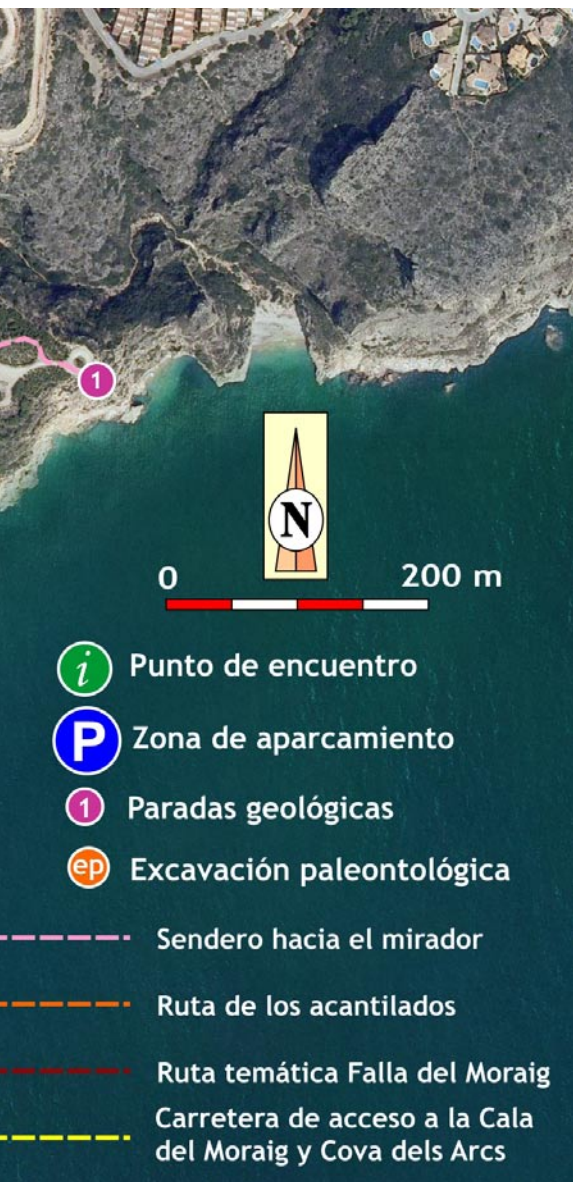 1
N
0 200 m
i Punto de encuentro
P Zona de aparcamiento
1 Paradas geológicas
ep Excavación paleontológica
Sendero hacia el mirador
Ruta de los acantilados
Ruta temática Falla del Moraig
Carretera de acceso a la Cala
del Moraig y Cova dels Arcs